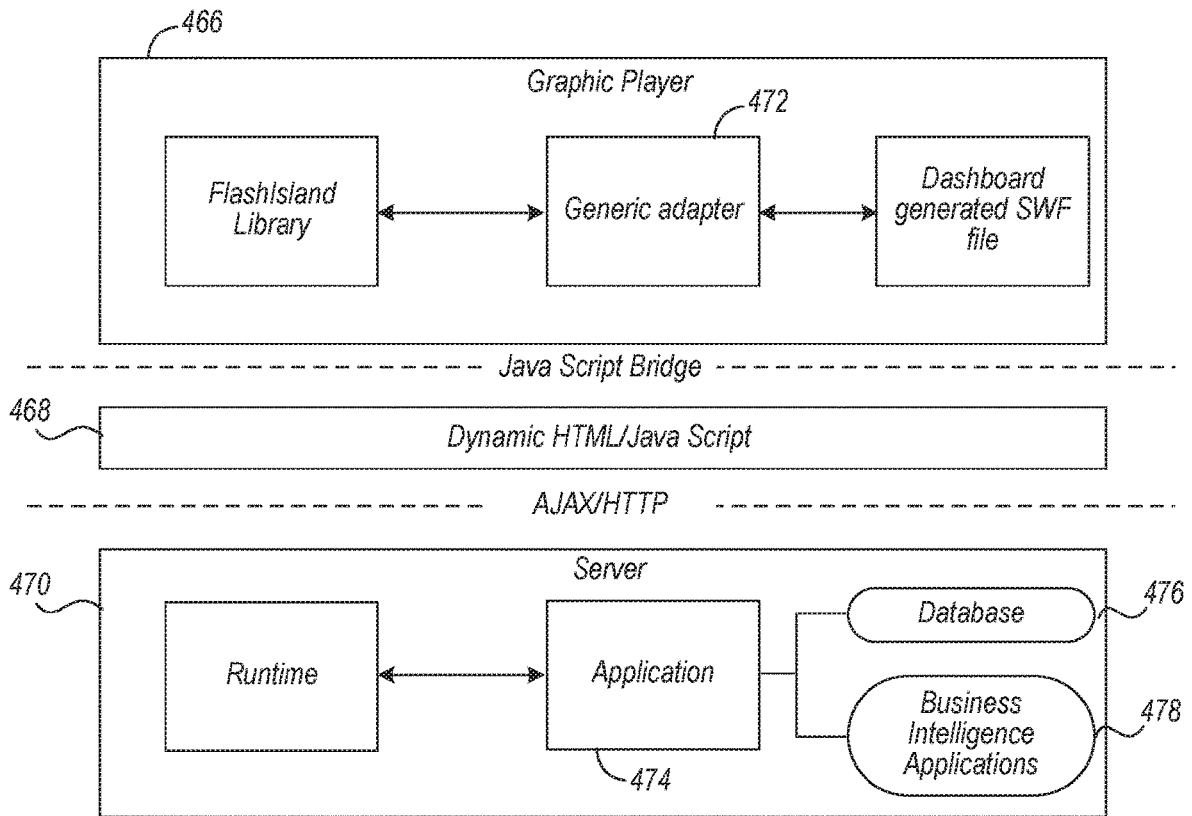 466
Graphic Player
472
FlashIsland
Library
Generic adapter
Dashboard
generated SWF
file
Java Script Bridge
468
Dynamic HTML/Java Script
AJAX/HTTP
470
Server
Runtime
Application
474
Database
476
Business
Intelligence
Applications
478